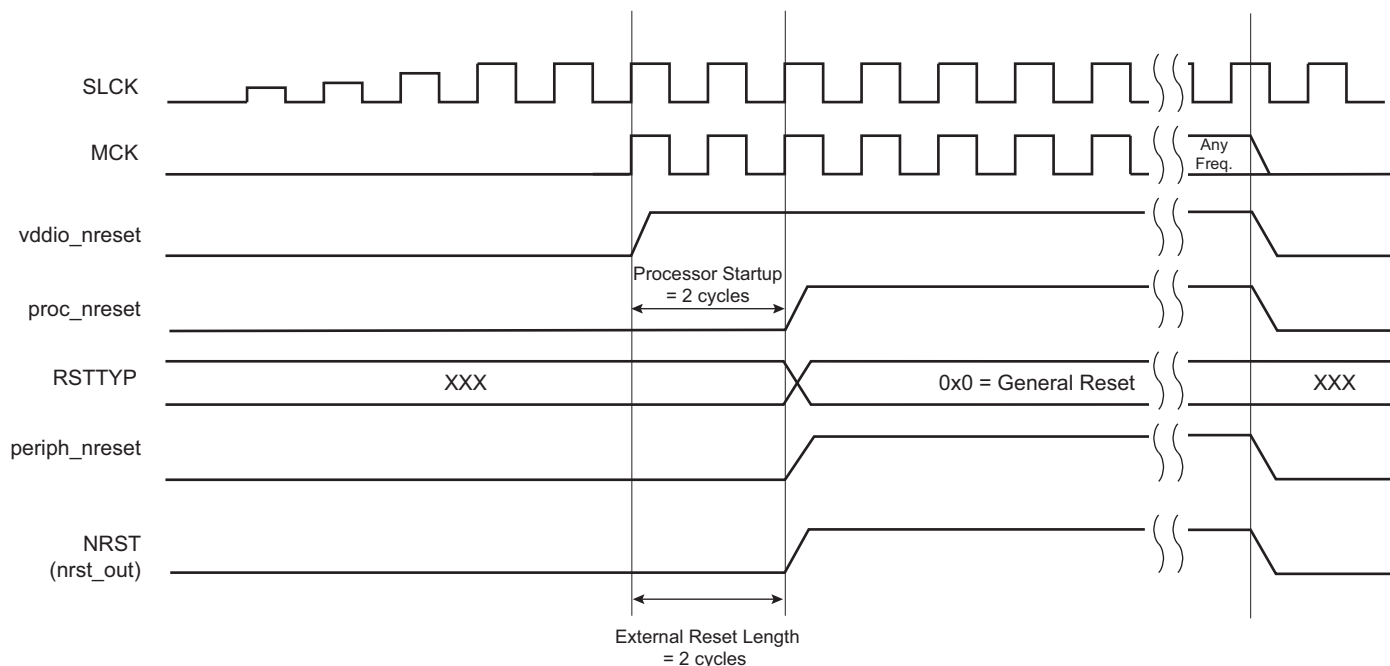 SLCK
MCK
Any
Freq.
vddio_nreset
Processor Startup
= 2 cycles
proc_nreset
RSTTYP
XXX
0x0 = General Reset
XXX
periph_nreset
NRST
(nrst_out)
External Reset Length
= 2 cycles